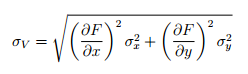 σ_V = √((∂F/∂x)² σ_x² + (∂F/∂y)² σ_y²)